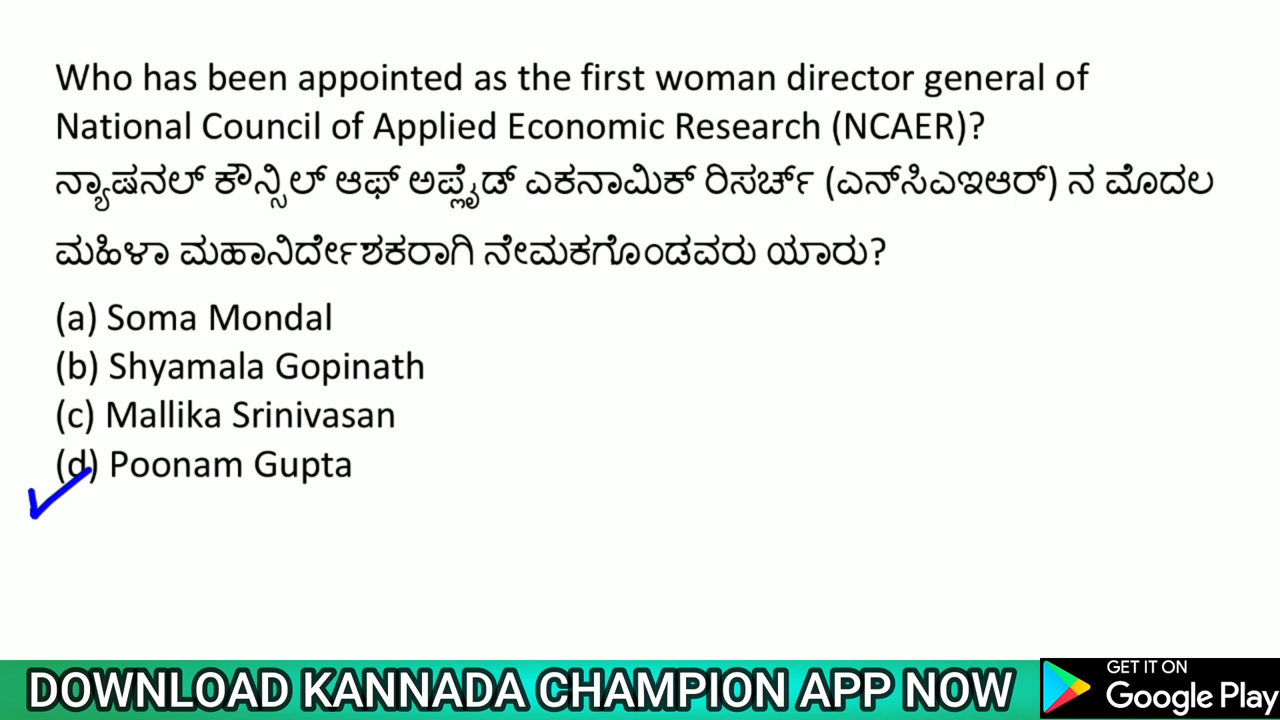 Who has been appointed as the first woman director general of
National Council of Applied Economic Research (NCAER)?
ನ್ಯಾಷನಲ್ ಕೌನ್ಸಿಲ್ ಆಫ್ ಅಪ್ಲೈಡ್ ಎಕನಾಮಿಕ್ ರಿಸರ್ಚ್ (ಎನ್‌ಸಿಎಇಆರ್) ನ ಮೊದಲ
ಮಹಿಳಾ ಮಹಾನಿರ್ದೇಶಕರಾಗಿ ನೇಮಕಗೊಂಡವರು ಯಾರು?
(a) Soma Mondal
(b) Shyamala Gopinath
(c) Mallika Srinivasan
(d) Poonam Gupta
DOWNLOAD KANNADA CHAMPION APP NOW
GET IT ON
Google Play